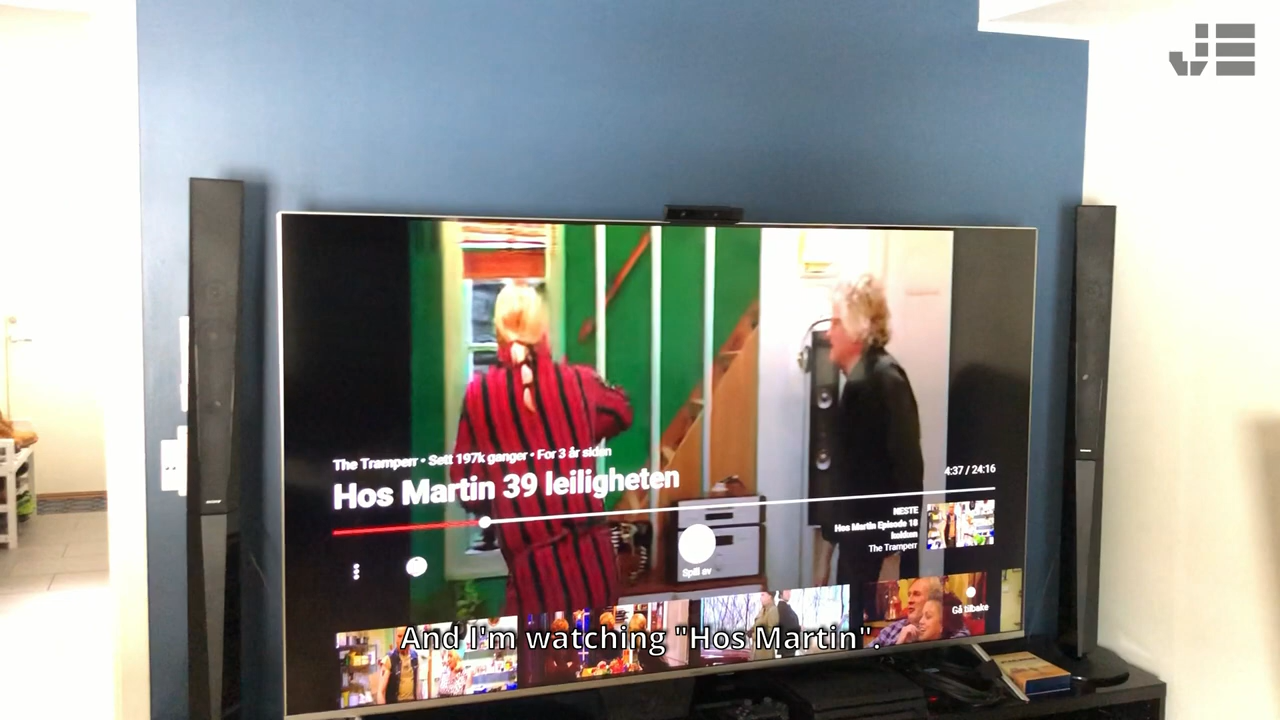 JE
The Tramperr • Sett 197k ganger • For 3 år siden
Hos Martin 39 leiligheten
4:37 / 24:16
NESTE
Hos Martin Episode 18
The Tramperr
Spill av
Gå tilbake
And I'm watching "Hos Martin".